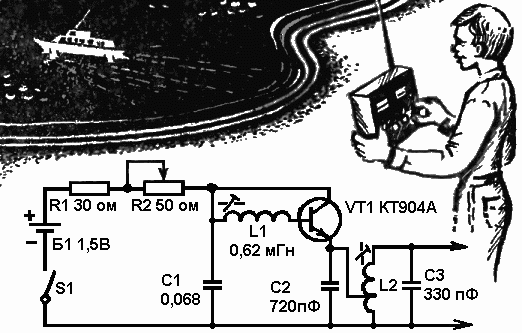 R1 30 ом
R2 50 ом
VT1 КТ904А
+
−
Б1 1,5В
L1
0,62 мГн
S1
C1
0,068
C2
720пФ
L2
C3
330 пФ